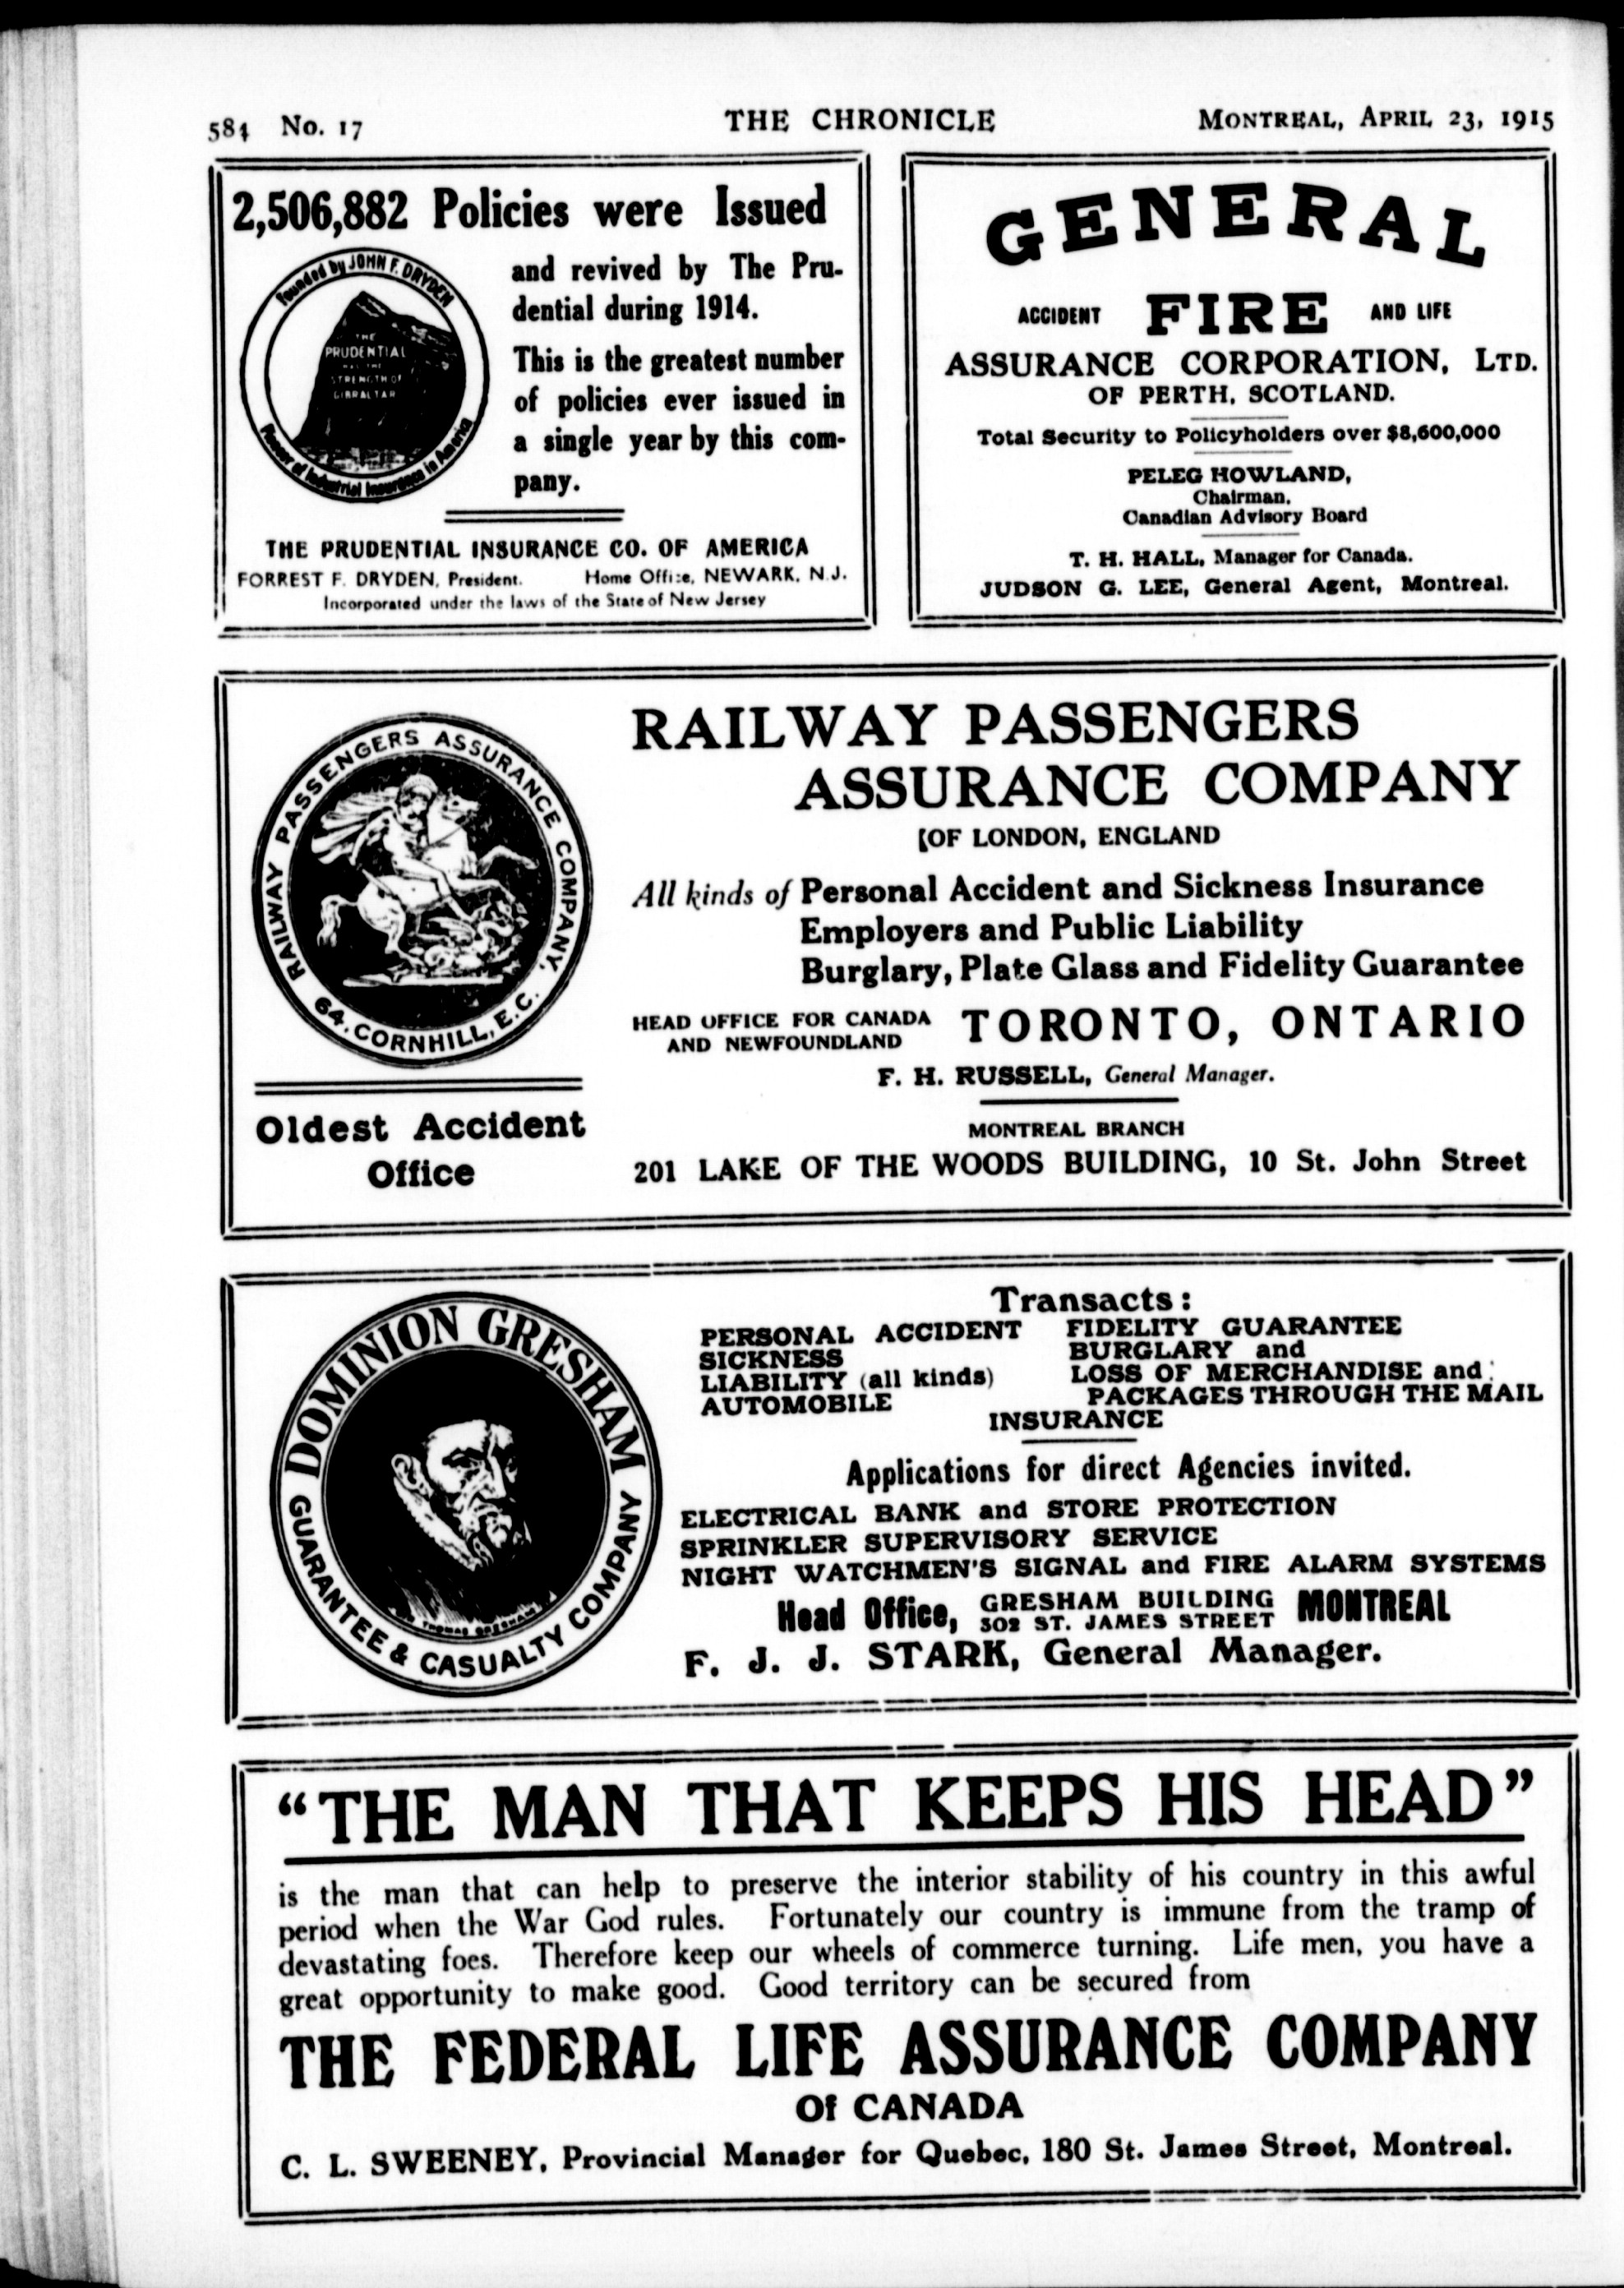 584 No. 17
THE CHRONICLE
MONTREAL, APRIL 23, 1915
2,506,882 Policies were Issued
Founded by JOHN F. DRYDEN
THE
PRUDENTIAL
HAS THE
STRENGTH OF
GIBRALTAR
Pioneer of Industrial Insurance in America
and revived by The Pru-
dential during 1914.
This is the greatest number
of policies ever issued in
a single year by this com-
pany.
THE PRUDENTIAL INSURANCE CO. OF AMERICA
FORREST F. DRYDEN, President. Home Office, NEWARK, N.J.
Incorporated under the laws of the State of New Jersey
GENERAL
ACCIDENT FIRE AND LIFE
ASSURANCE CORPORATION, LTD.
OF PERTH, SCOTLAND.
Total Security to Policyholders over $8,600,000
PELEG HOWLAND,
Chairman.
Canadian Advisory Board
T. H. HALL, Manager for Canada.
JUDSON G. LEE, General Agent, Montreal.
RAILWAY PASSENGERS ASSURANCE COMPANY,
64, CORNHILL, E.C.
Oldest Accident
Office
RAILWAY PASSENGERS
ASSURANCE COMPANY
[OF LONDON, ENGLAND
All kinds of Personal Accident and Sickness Insurance
Employers and Public Liability
Burglary, Plate Glass and Fidelity Guarantee
HEAD OFFICE FOR CANADA
AND NEWFOUNDLAND
TORONTO, ONTARIO
F. H. RUSSELL, General Manager.
MONTREAL BRANCH
201 LAKE OF THE WOODS BUILDING, 10 St. John Street
DOMINION GRESHAM
GUARANTEE & CASUALTY COMPANY
THOMAS GRESHAM
Transacts:
PERSONAL ACCIDENT
SICKNESS
LIABILITY (all kinds)
AUTOMOBILE
FIDELITY GUARANTEE
BURGLARY and
LOSS OF MERCHANDISE and
PACKAGES THROUGH THE MAIL
INSURANCE
Applications for direct Agencies invited.
ELECTRICAL BANK and STORE PROTECTION
SPRINKLER SUPERVISORY SERVICE
NIGHT WATCHMEN'S SIGNAL and FIRE ALARM SYSTEMS
Head Office, GRESHAM BUILDING
302 ST. JAMES STREET
MONTREAL
F. J. J. STARK, General Manager.
"THE MAN THAT KEEPS HIS HEAD"
is the man that can help to preserve the interior stability of his country in this awful
period when the War God rules. Fortunately our country is immune from the tramp of
devastating foes. Therefore keep our wheels of commerce turning. Life men, you have a
great opportunity to make good. Good territory can be secured from
THE FEDERAL LIFE ASSURANCE COMPANY
Of CANADA
C. L. SWEENEY, Provincial Manager for Quebec, 180 St. James Street, Montreal.